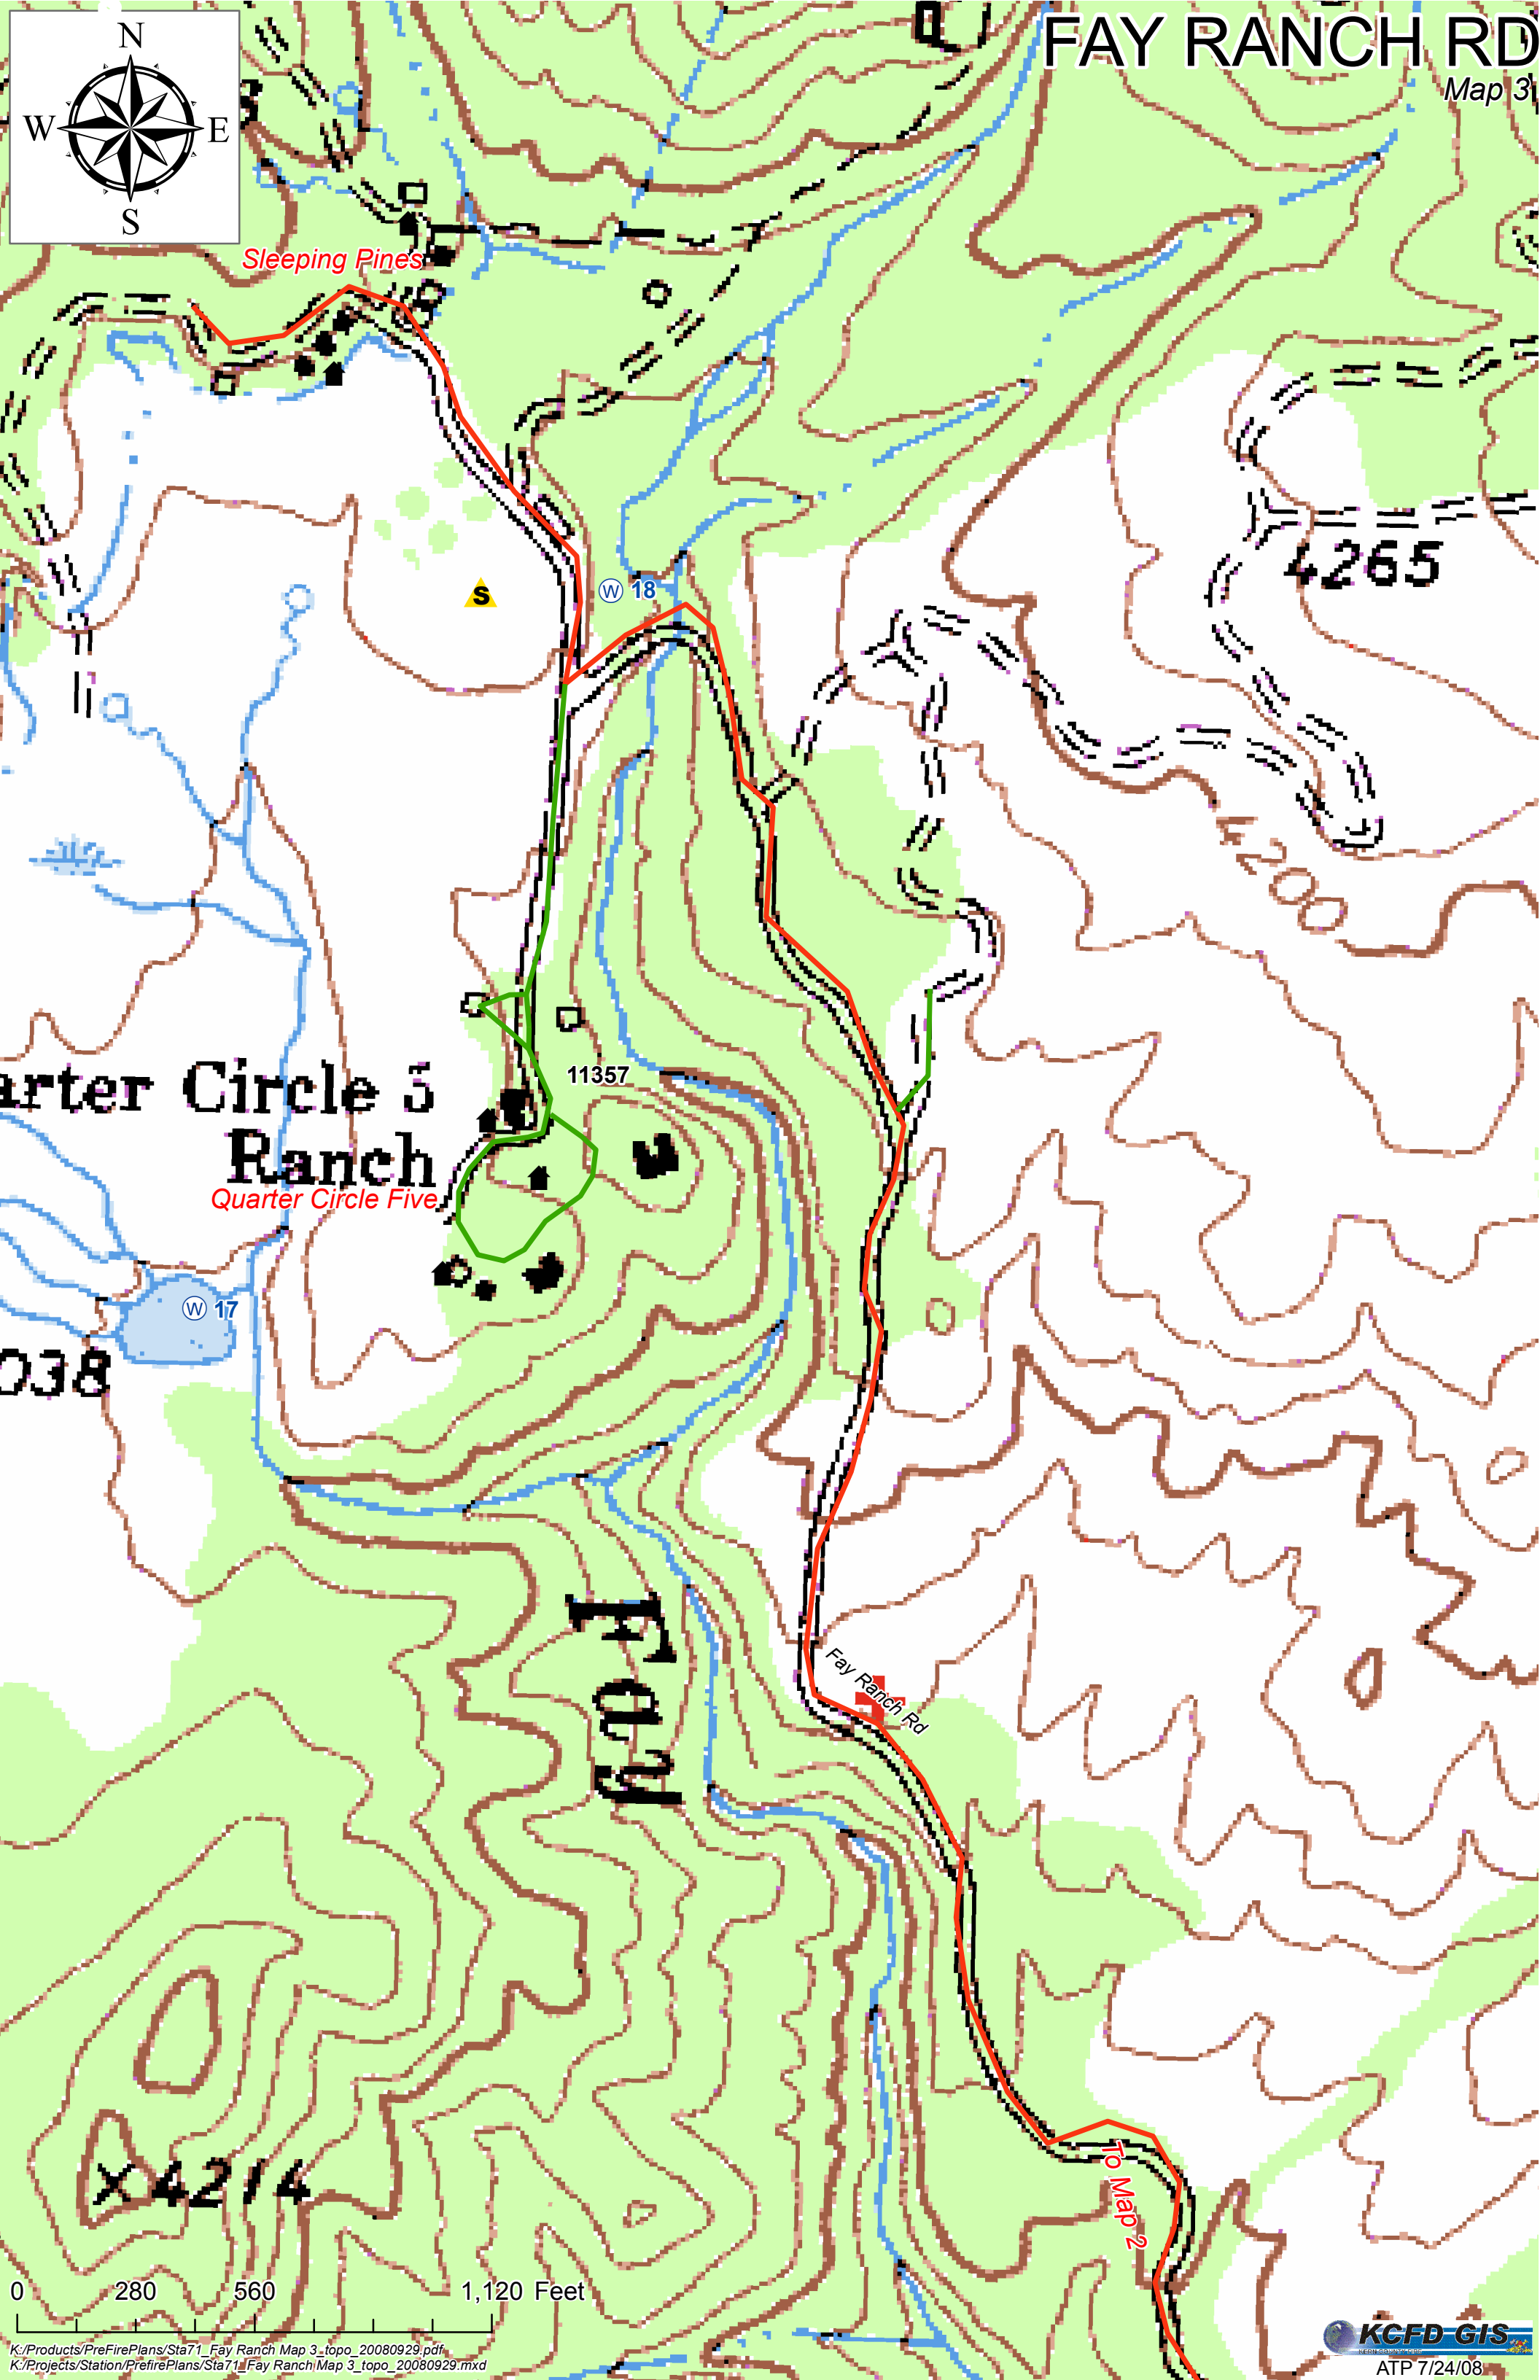 FAY RANCH RD
Map 3
N
W E
S
Sleeping Pines
4265
W 18
S
4200
11357
arter Circle 5
Ranch
Quarter Circle Five
W 17
038
Fay
Fay Ranch Rd
To Map 2
X 4214
0 280 560 1,120 Feet
K:/Products/PreFirePlans/Sta71_Fay Ranch Map 3_topo_20080929.pdf
K:/Projects/Station/PrefirePlans/Sta71_Fay Ranch Map 3_topo_20080929.mxd
KCFD GIS
ATP 7/24/08